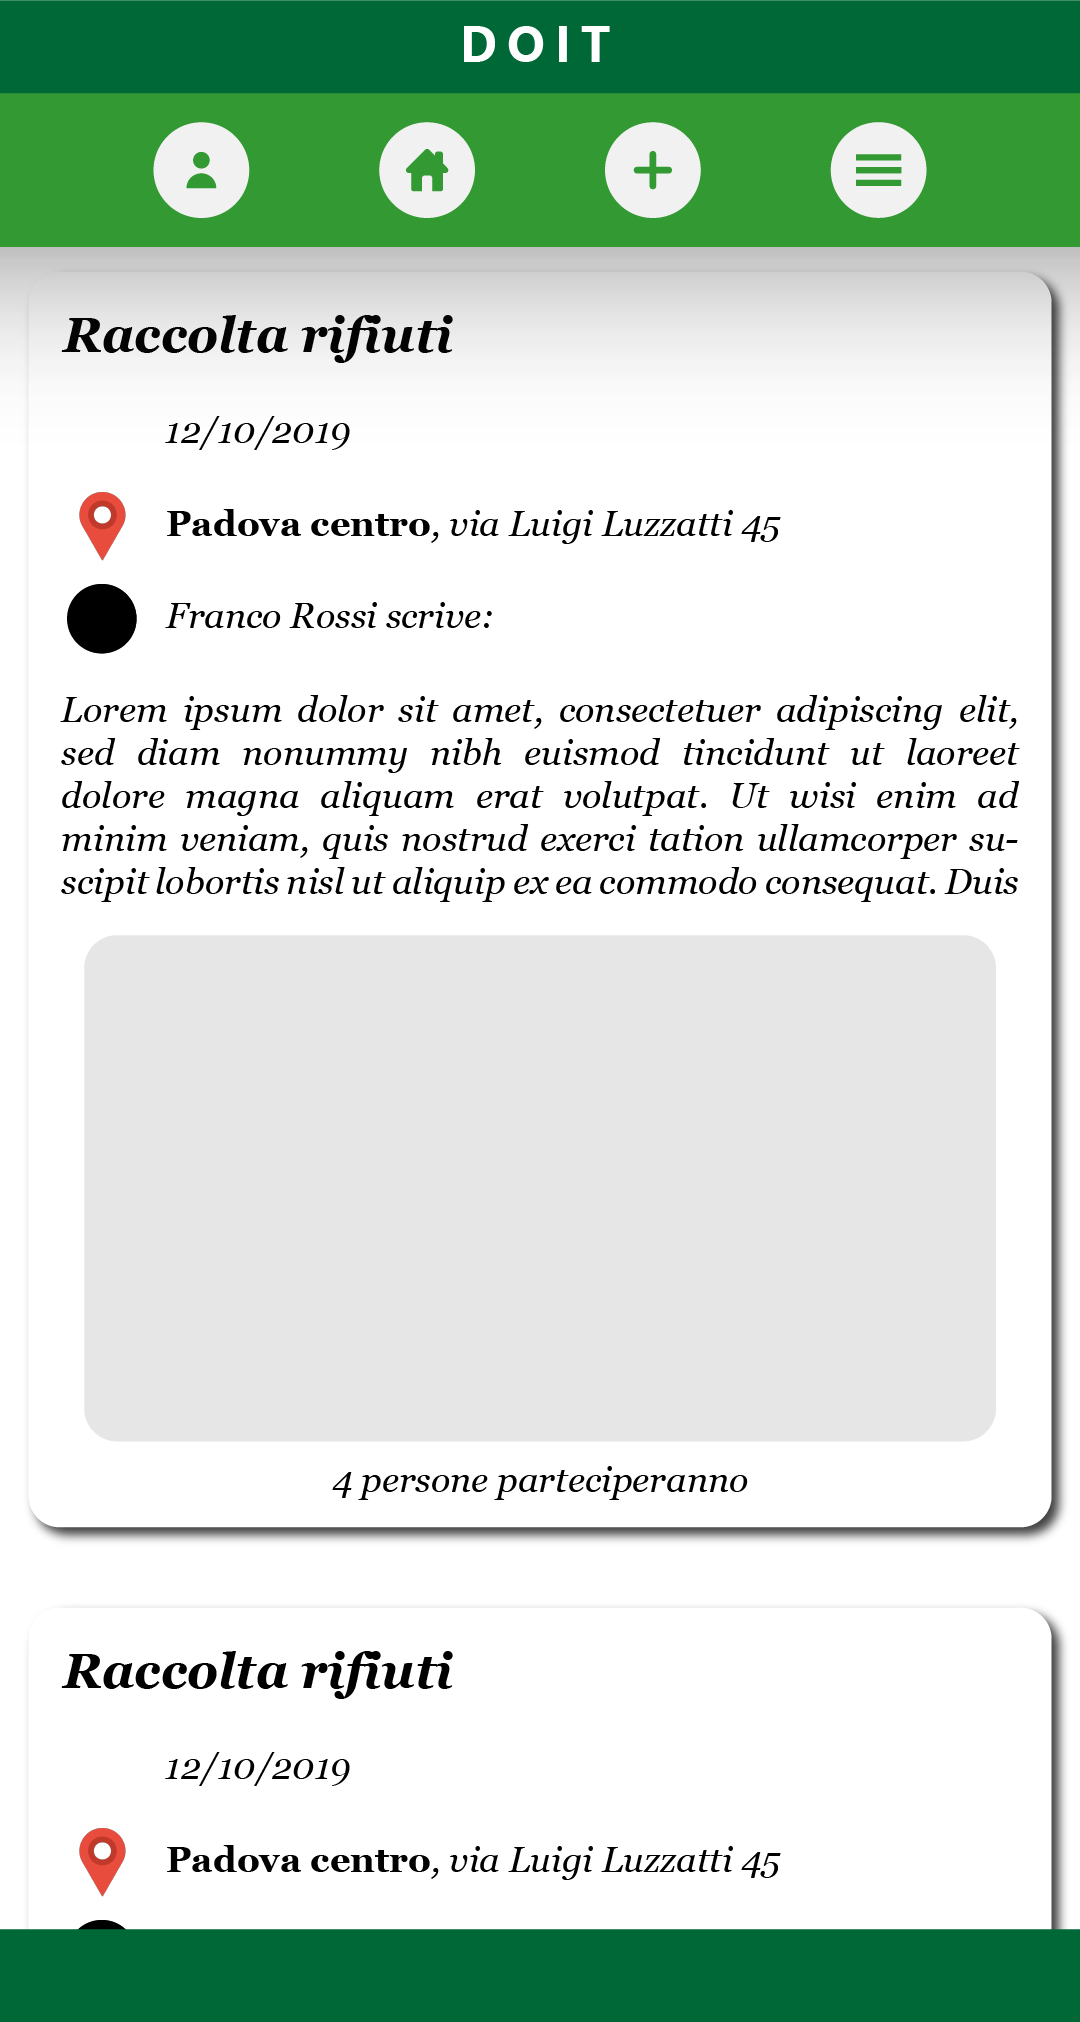 DOIT
Raccolta rifiuti
12/10/2019
Padova centro, via Luigi Luzzatti 45
Franco Rossi scrive:
Lorem ipsum dolor sit amet, consectetuer adipiscing elit,
sed diam nonummy nibh euismod tincidunt ut laoreet
dolore magna aliquam erat volutpat. Ut wisi enim ad
minim veniam, quis nostrud exerci tation ullamcorper su-
scipit lobortis nisl ut aliquip ex ea commodo consequat. Duis
4 persone parteciperanno
Raccolta rifiuti
12/10/2019
Padova centro, via Luigi Luzzatti 45